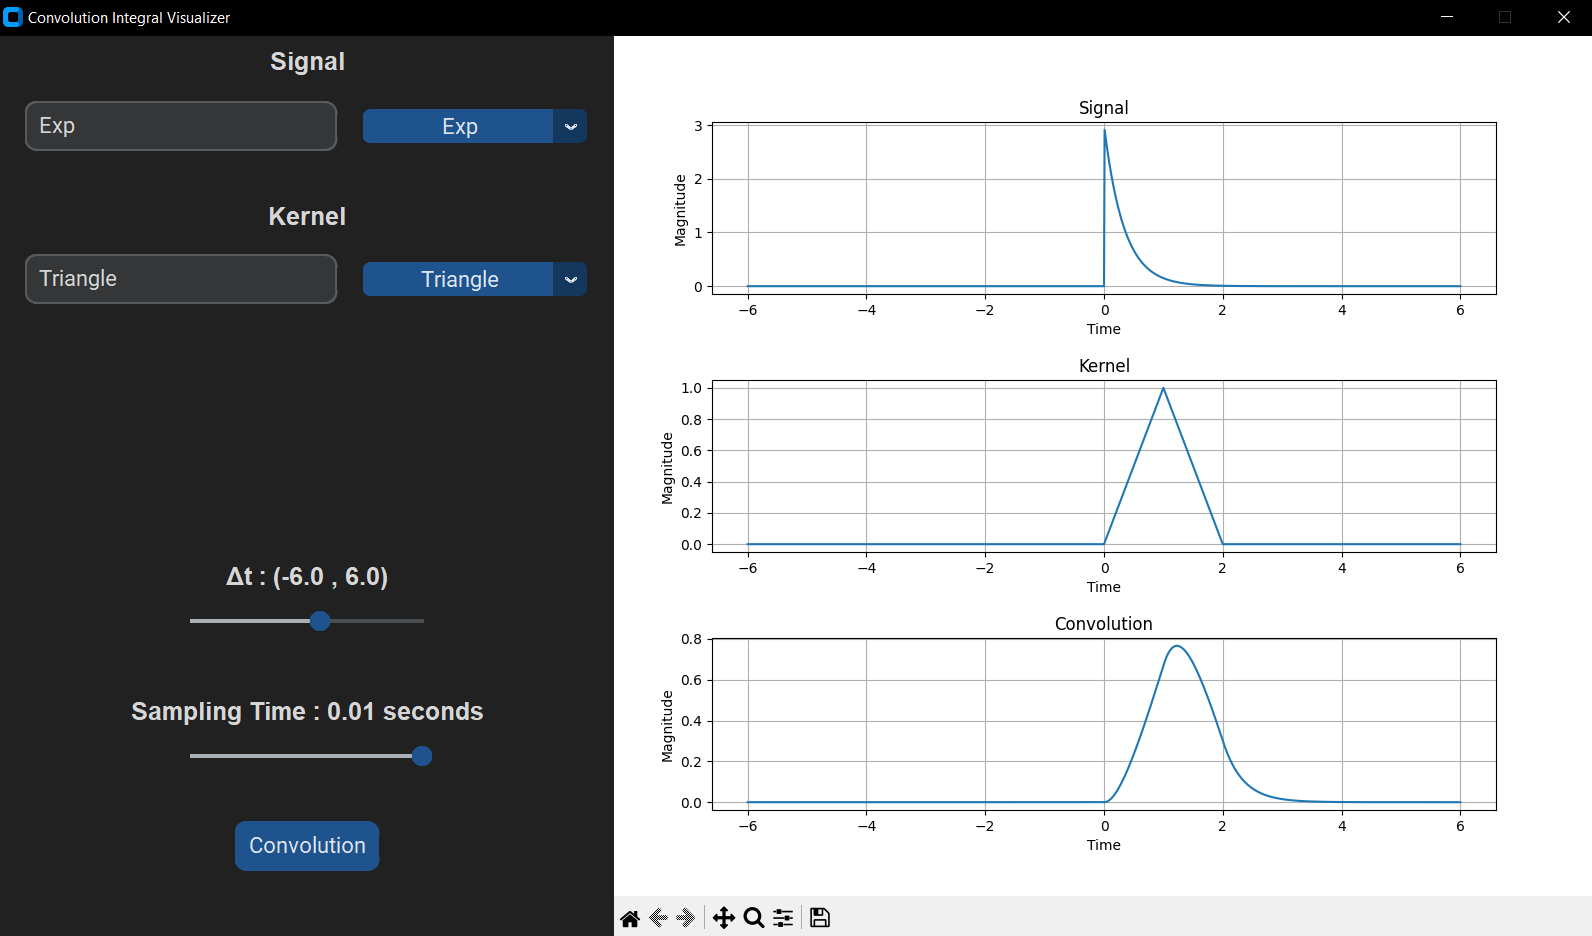 Convolution Integral Visualizer
Signal
Exp
Exp
Kernel
Triangle
Triangle
Δt : (-6.0 , 6.0)
Sampling Time : 0.01 seconds
Convolution
Signal
Magnitude
3
2
1
0
−6 −4 −2 0 2 4 6
Time
Kernel
Magnitude
1.0
0.8
0.6
0.4
0.2
0.0
−6 −4 −2 0 2 4 6
Time
Convolution
Magnitude
0.8
0.6
0.4
0.2
0.0
−6 −4 −2 0 2 4 6
Time